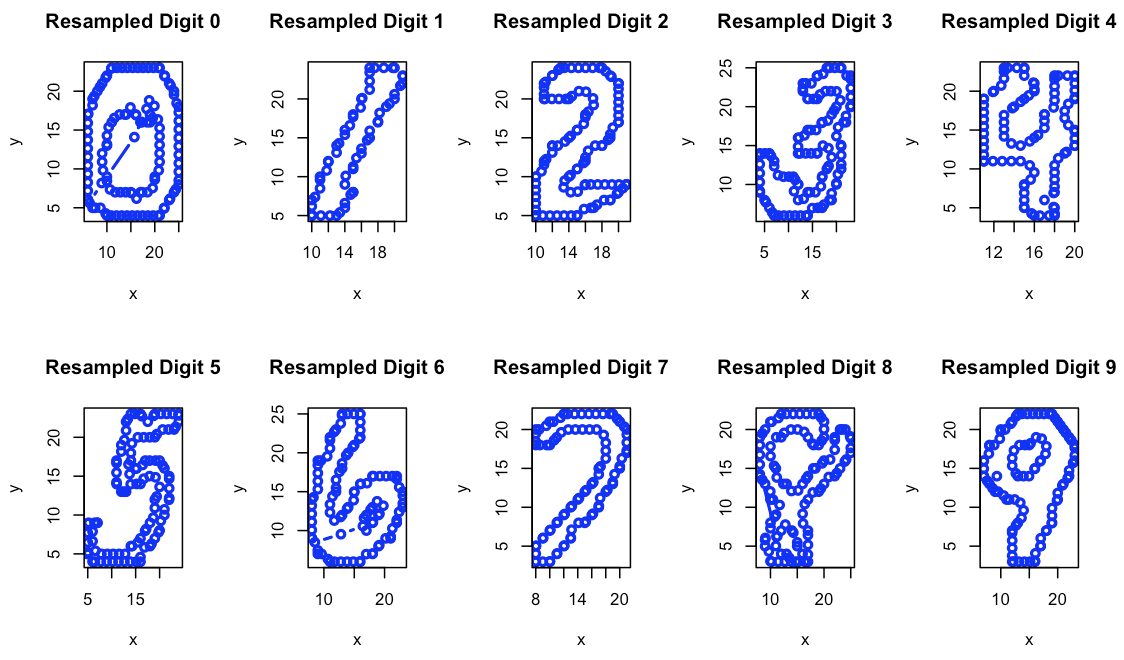 Resampled Digit 0 Resampled Digit 1 Resampled Digit 2 Resampled Digit 3 Resampled Digit 4
y
5 10 15 20
10 20
x
y
5 10 15 20
10 14 18
x
y
5 10 15 20
10 14 18
x
y
10 15 20 25
5 15
x
y
5 10 15 20
12 16 20
x
Resampled Digit 5 Resampled Digit 6 Resampled Digit 7 Resampled Digit 8 Resampled Digit 9
y
5 10 15 20
5 15
x
y
10 15 20 25
10 20
x
y
5 10 15 20
8 14 20
x
y
5 10 15 20
10 20
x
y
5 10 15 20
10 20
x